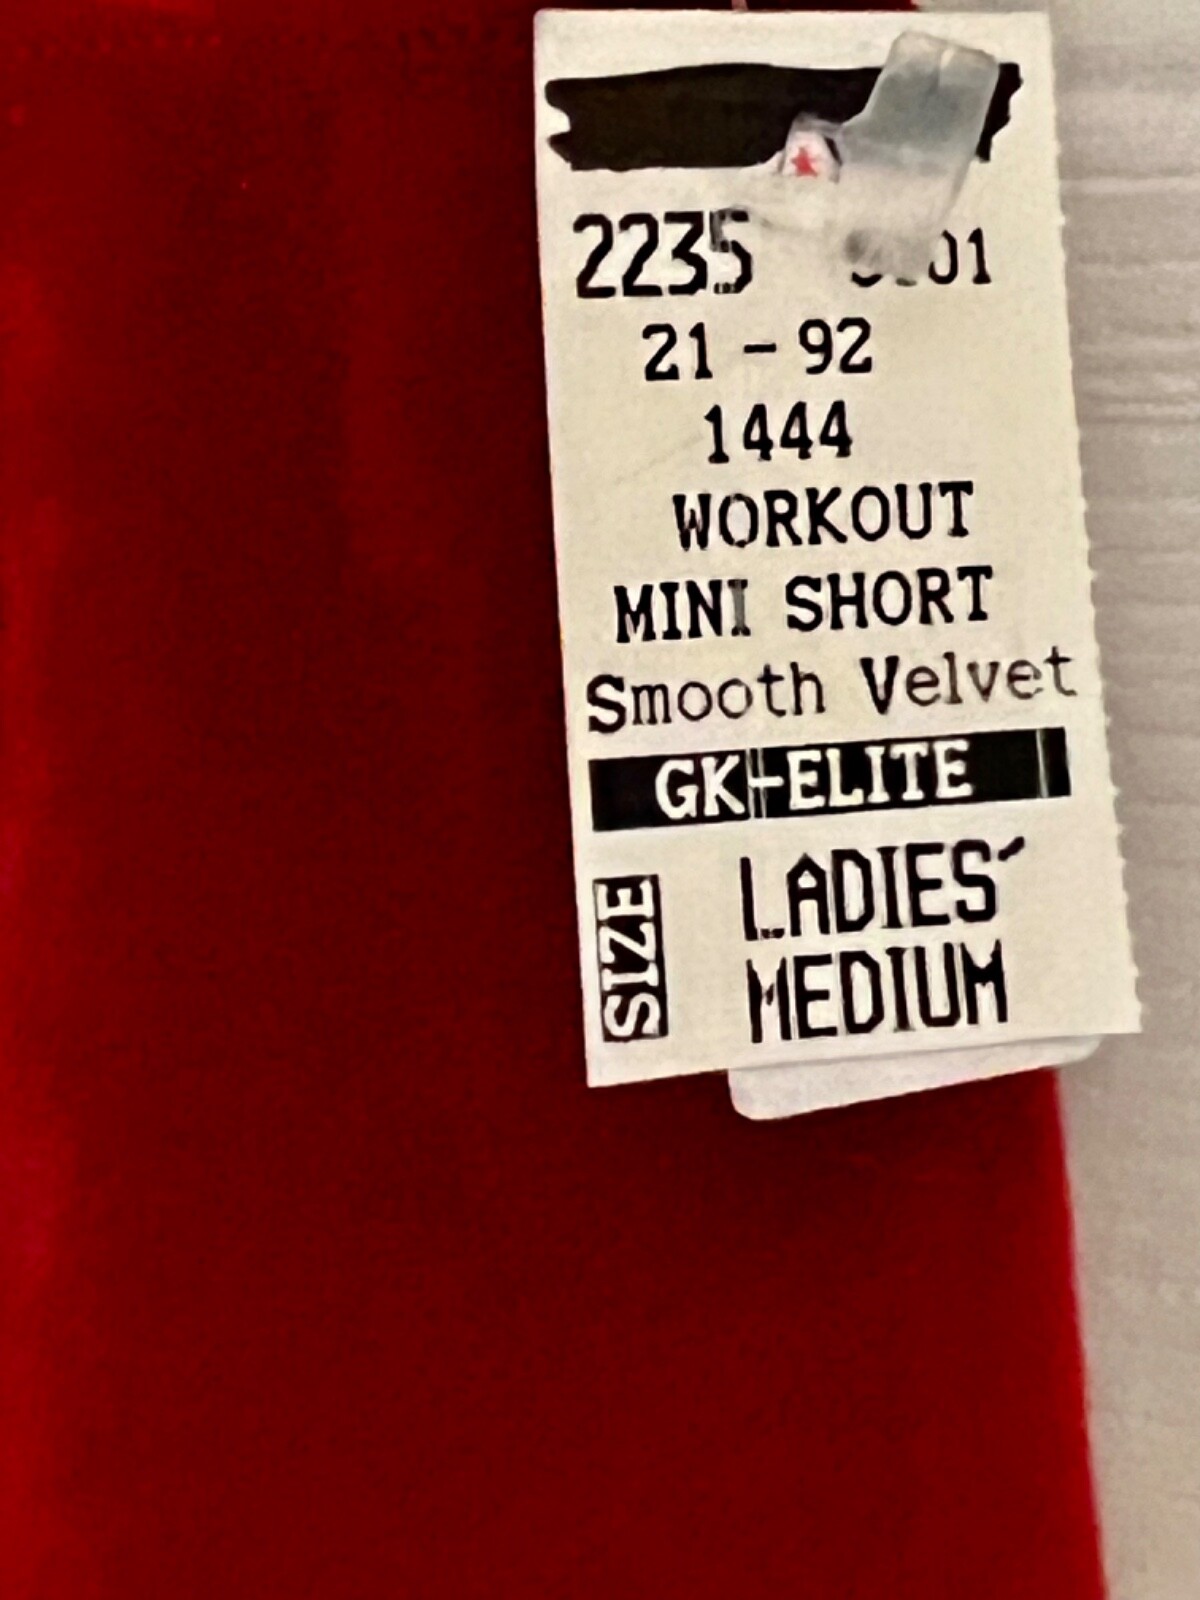 2235
21 - 92
1444
WORKOUT
MINI SHORT
Smooth Velvet
GK-ELITE
SIZE
LADIES'
MEDIUM